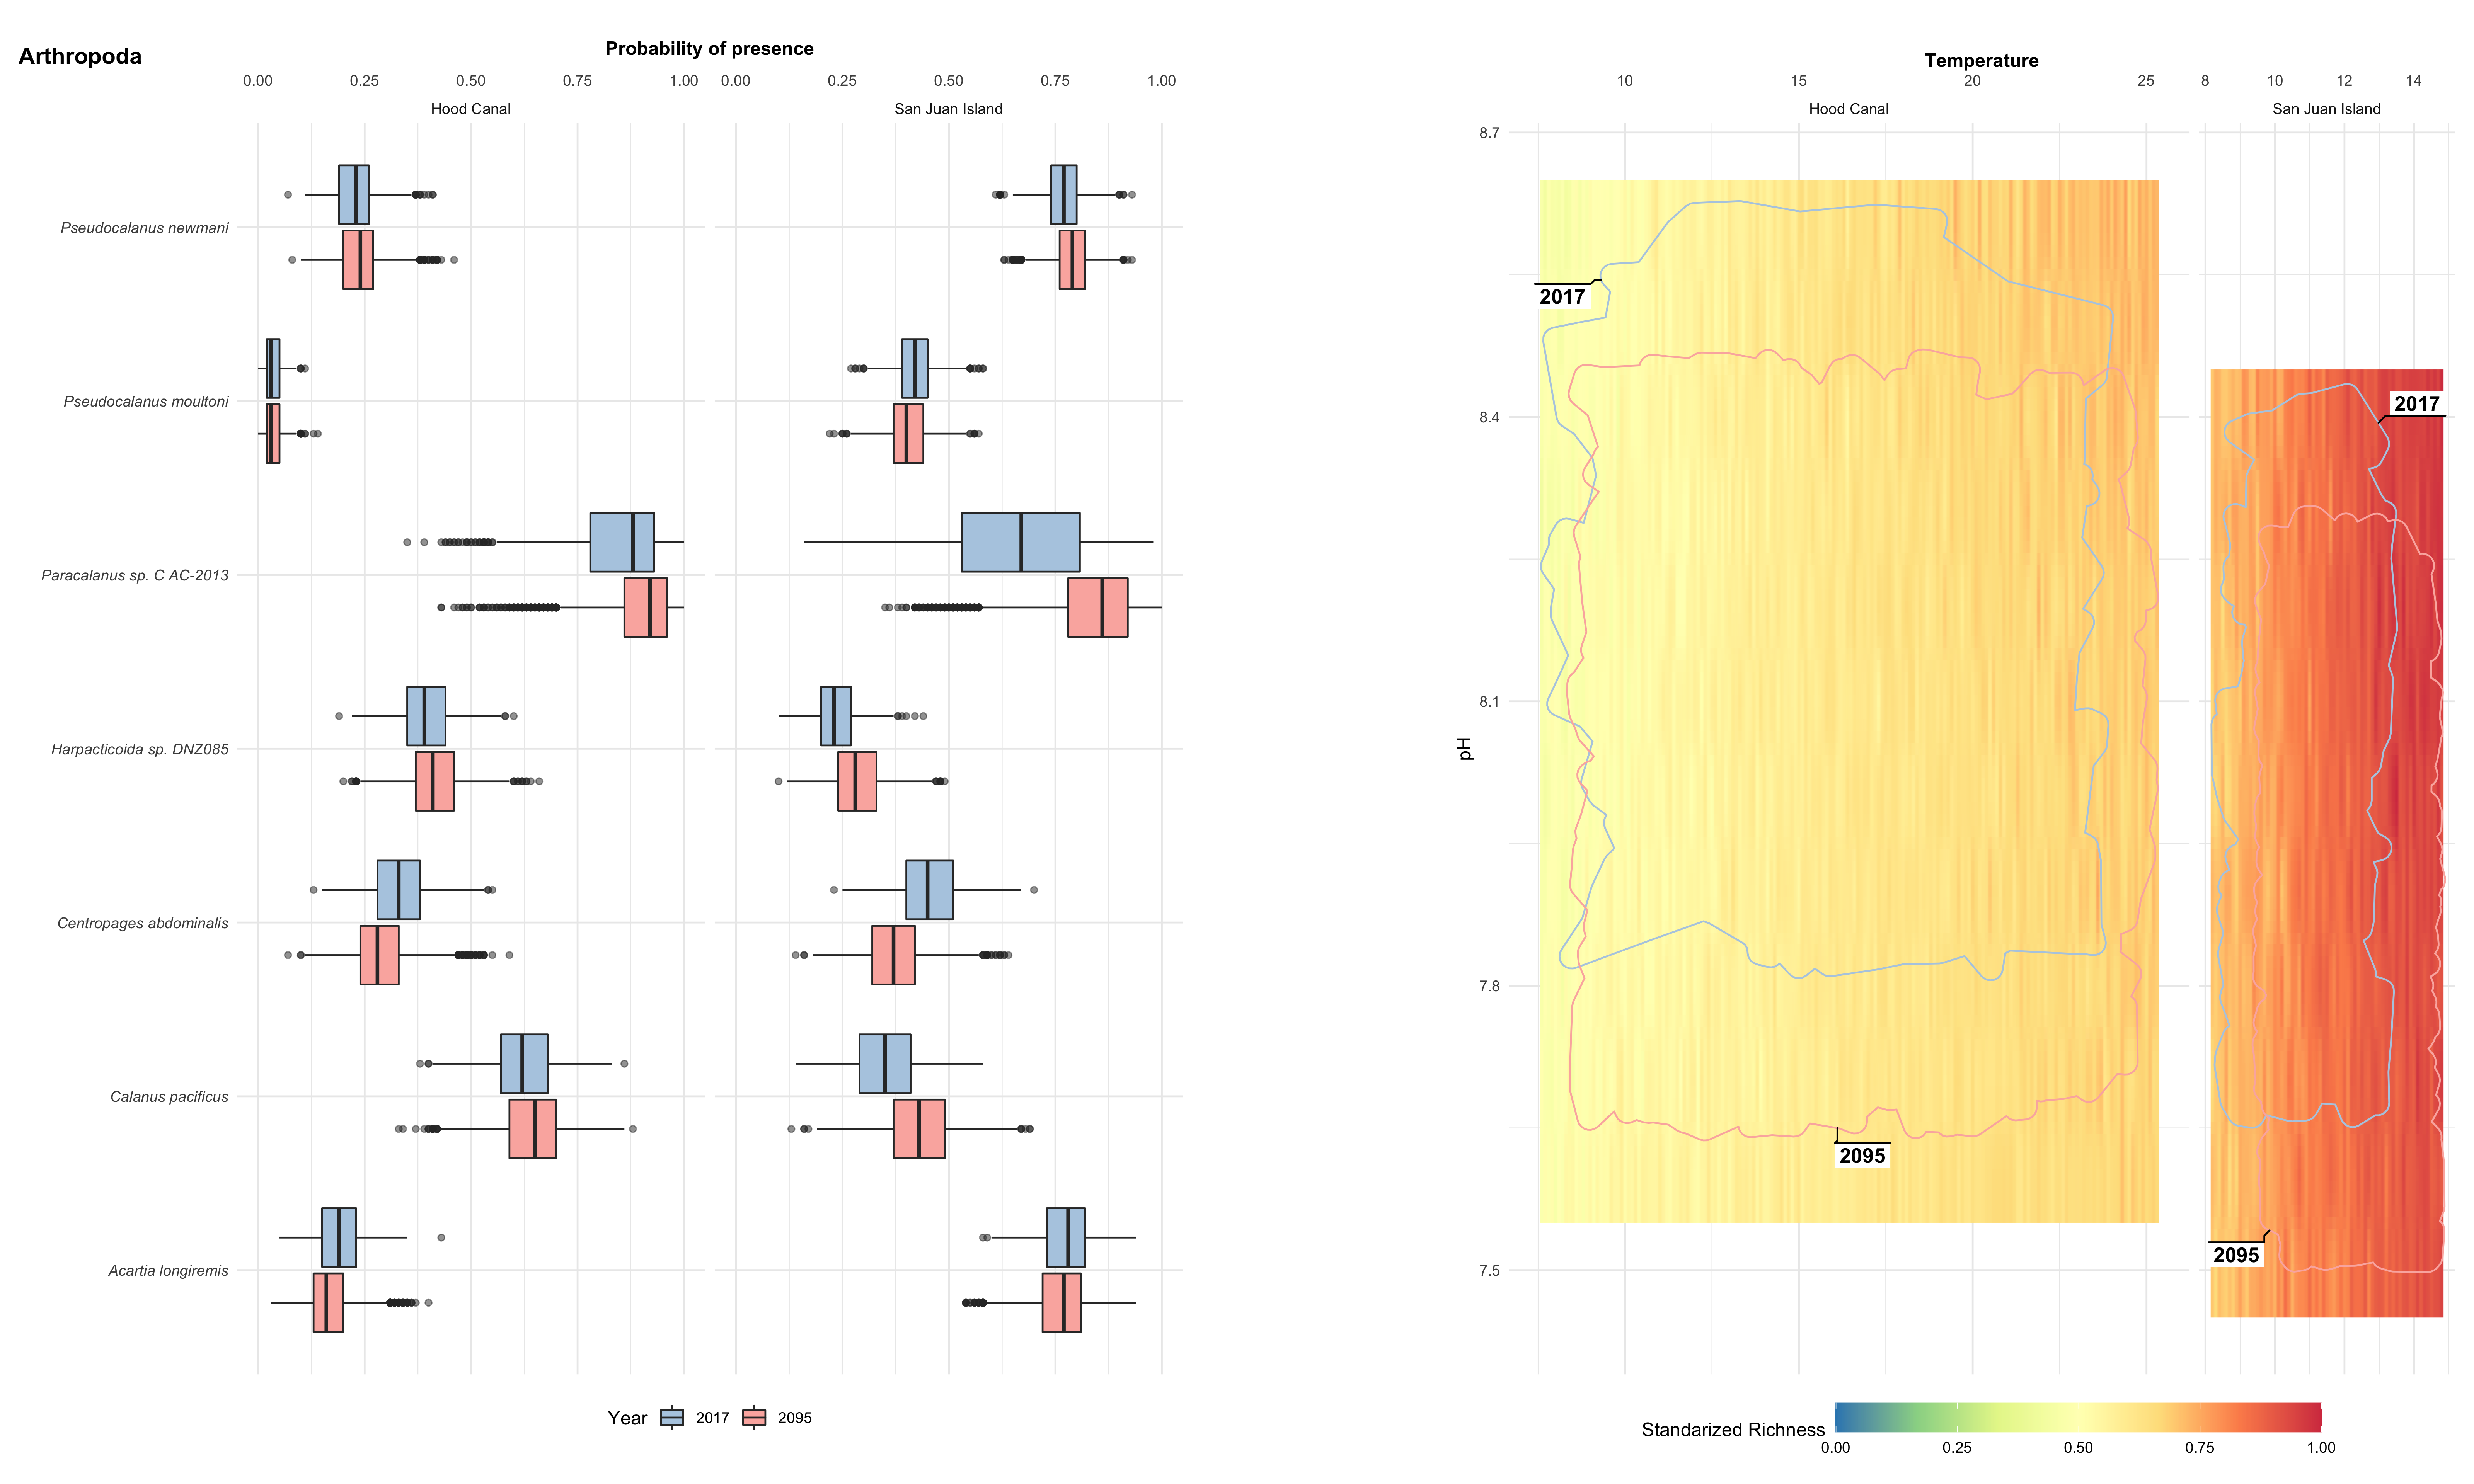 Arthropoda
Probability of presence
0.00 0.25 0.50 0.75 1.00 0.00 0.25 0.50 0.75 1.00
Hood Canal San Juan Island
Pseudocalanus newmani
Pseudocalanus moultoni
Paracalanus sp. C AC-2013
Harpacticoida sp. DNZ085
Centropages abdominalis
Calanus pacificus
Acartia longiremis
Year 2017 2095
Temperature
10 15 20 25 8 10 12 14
Hood Canal San Juan Island
8.7
8.4
8.1
7.8
7.5
pH
2017
2095
2017
2095
Standarized Richness
0.00 0.25 0.50 0.75 1.00